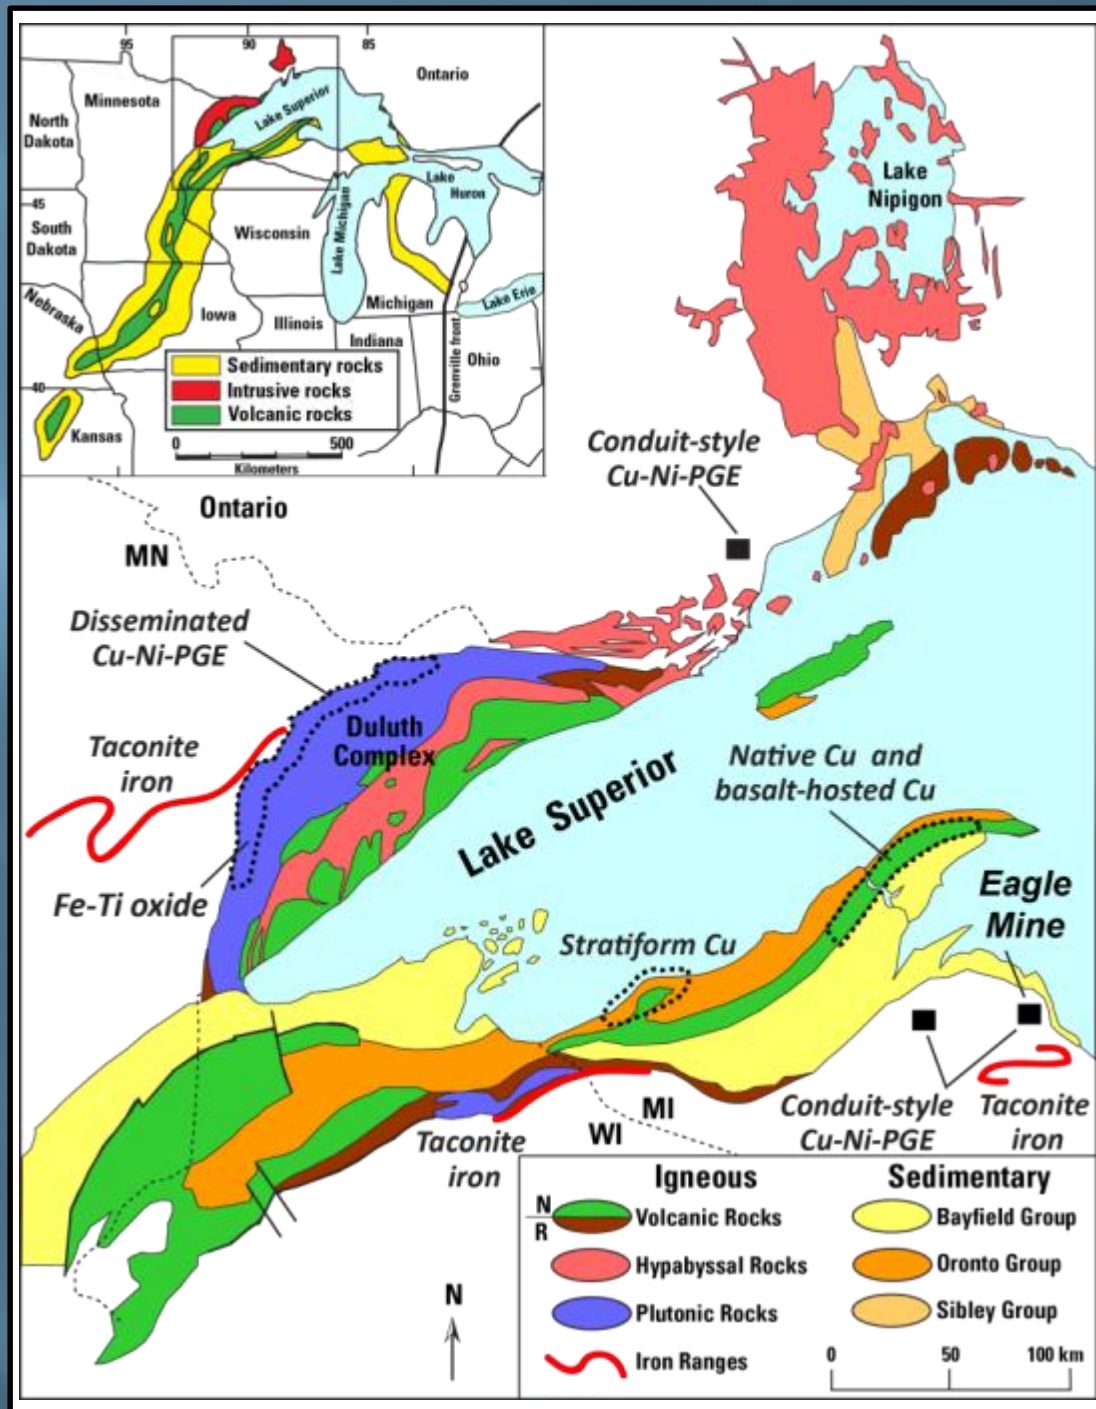 95
90
85
Ontario
Minnesota
North
Dakota
Lake Superior
45
South
Dakota
Wisconsin
Lake Michigan
Lake
Huron
Nebraska
Iowa
Illinois
Michigan
Lake Erie
Indiana
Ohio
Grenville front
40
Kansas
Sedimentary rocks
Intrusive rocks
Volcanic rocks
0
500
Kilometers
Lake
Nipigon
Conduit-style
Cu-Ni-PGE
Ontario
MN
Disseminated
Cu-Ni-PGE
Duluth
Complex
Taconite
iron
Native Cu and
basalt-hosted Cu
Lake Superior
Fe-Ti oxide
Eagle
Mine
Stratiform Cu
MI
WI
Conduit-style
Cu-Ni-PGE
Taconite
iron
Taconite
iron
Igneous
N
R
Volcanic Rocks
Hypabyssal Rocks
Plutonic Rocks
Iron Ranges
Sedimentary
Bayfield Group
Oronto Group
Sibley Group
0 50 100 km
N